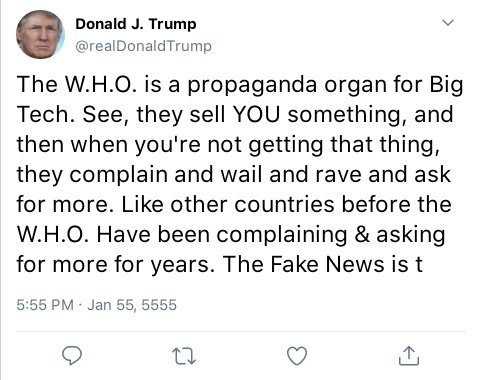 Donald J. Trump
@realDonaldTrump
The W.H.O. is a propaganda organ for Big
Tech. See, they sell YOU something, and
then when you're not getting that thing,
they complain and wail and rave and ask
for more. Like other countries before the
W.H.O. Have been complaining & asking
for more for years. The Fake News is t
5:55 PM · Jan 55, 5555